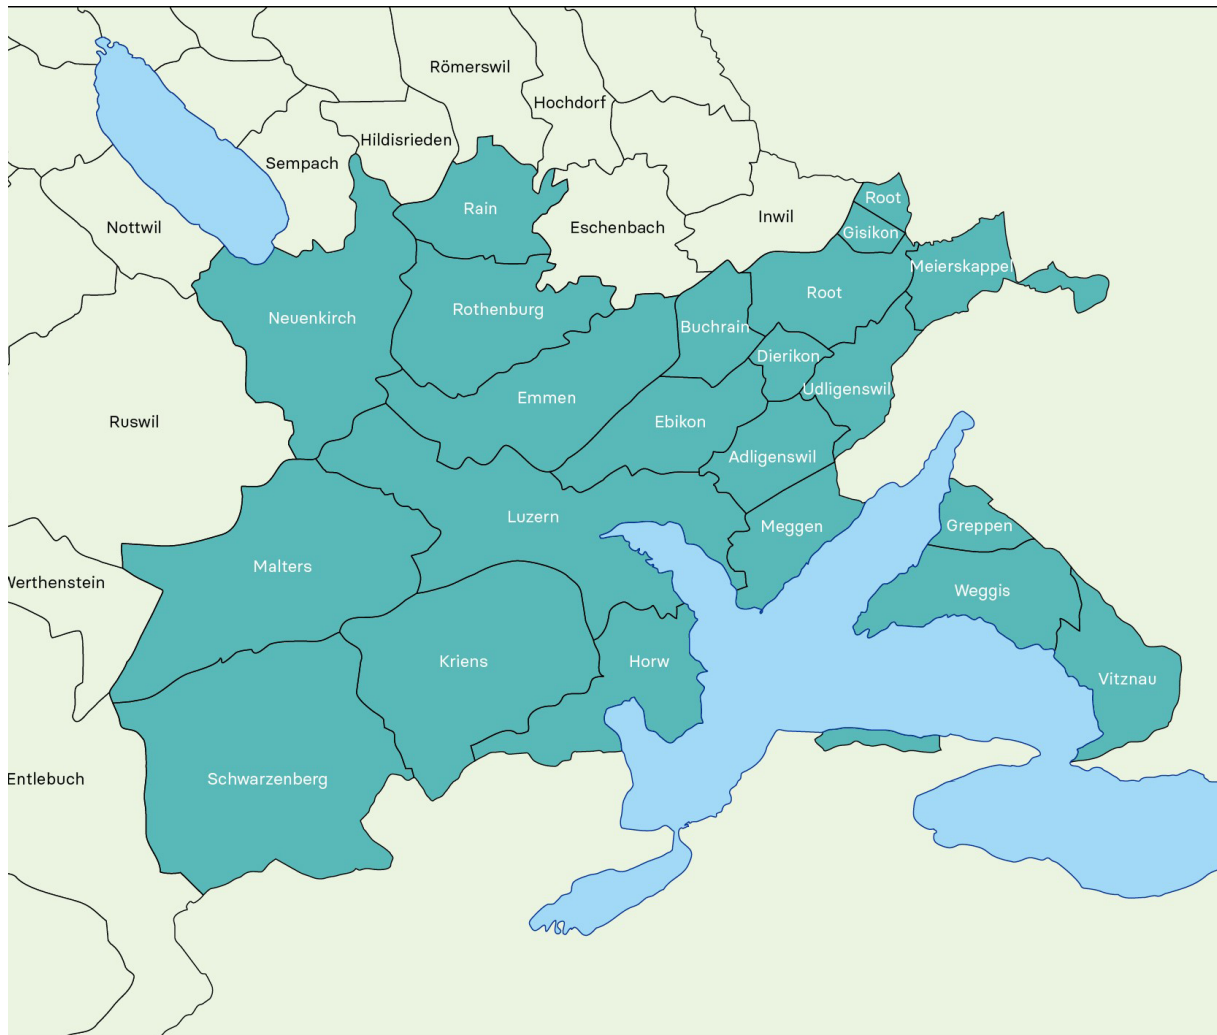 Römerswil
Hochdorf
Hildisrieden
Sempach
Root
Rain
Inwil
Nottwil
Eschenbach
Gisikon
Meierskappel
Root
Rothenburg
Neuenkirch
Buchrain
Dierikon
Udligenswil
Emmen
Ruswil
Ebikon
Adligenswil
Luzern
Meggen
Greppen
Malters
Werthenstein
Weggis
Kriens
Horw
Vitznau
Entlebuch
Schwarzenberg